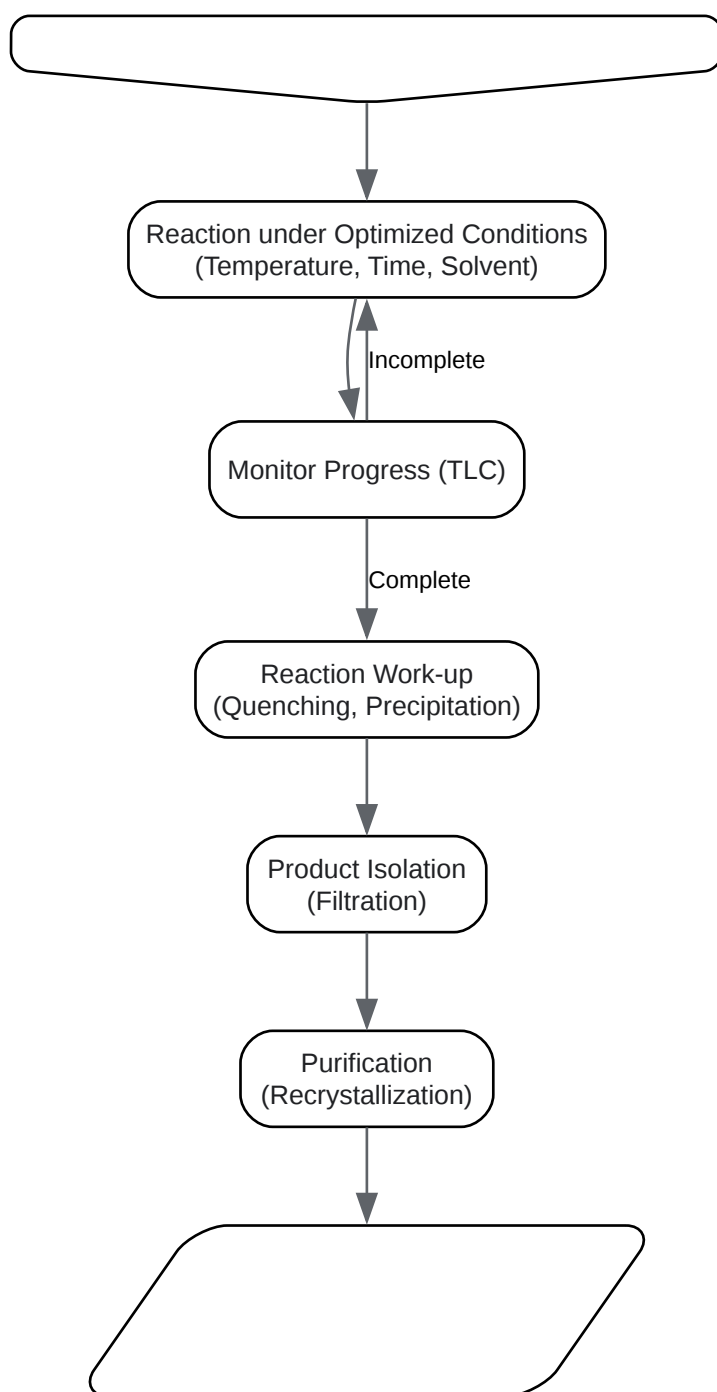 Reaction under Optimized Conditions
(Temperature, Time, Solvent)
Incomplete
Monitor Progress (TLC)
Complete
Reaction Work-up
(Quenching, Precipitation)
Product Isolation
(Filtration)
Purification
(Recrystallization)